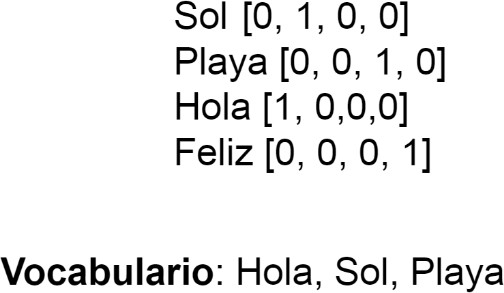 Sol [0, 1, 0, 0]
Playa [0, 0, 1, 0]
Hola [1, 0,0,0]
Feliz [0, 0, 0, 1]
Vocabulario: Hola, Sol, Playa